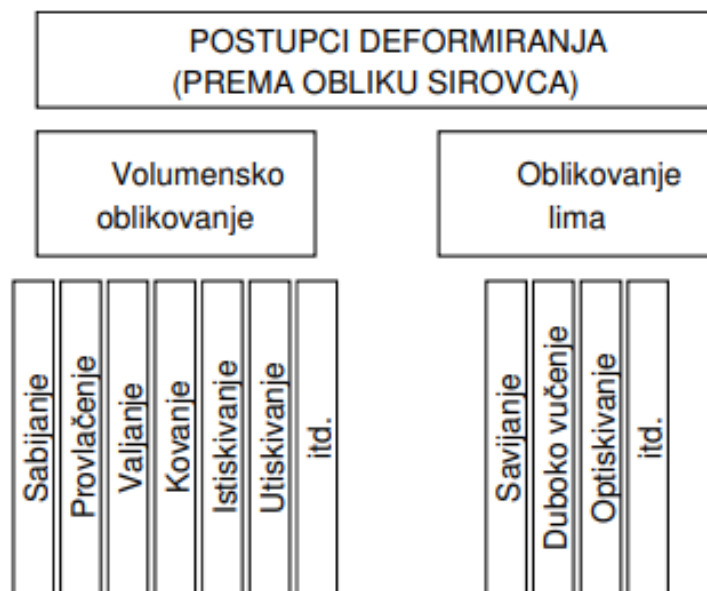 POSTUPCI DEFORMIRANJA
(PREMA OBLIKU SIROVCA)
Volumensko
oblikovanje
Oblikovanje
lima
Sabijanje
Provlačenje
Valjanje
Kovanje
Istiskivanje
Utiskivanje
itd.
Savijanje
Duboko vučenje
Optiskivanje
itd.